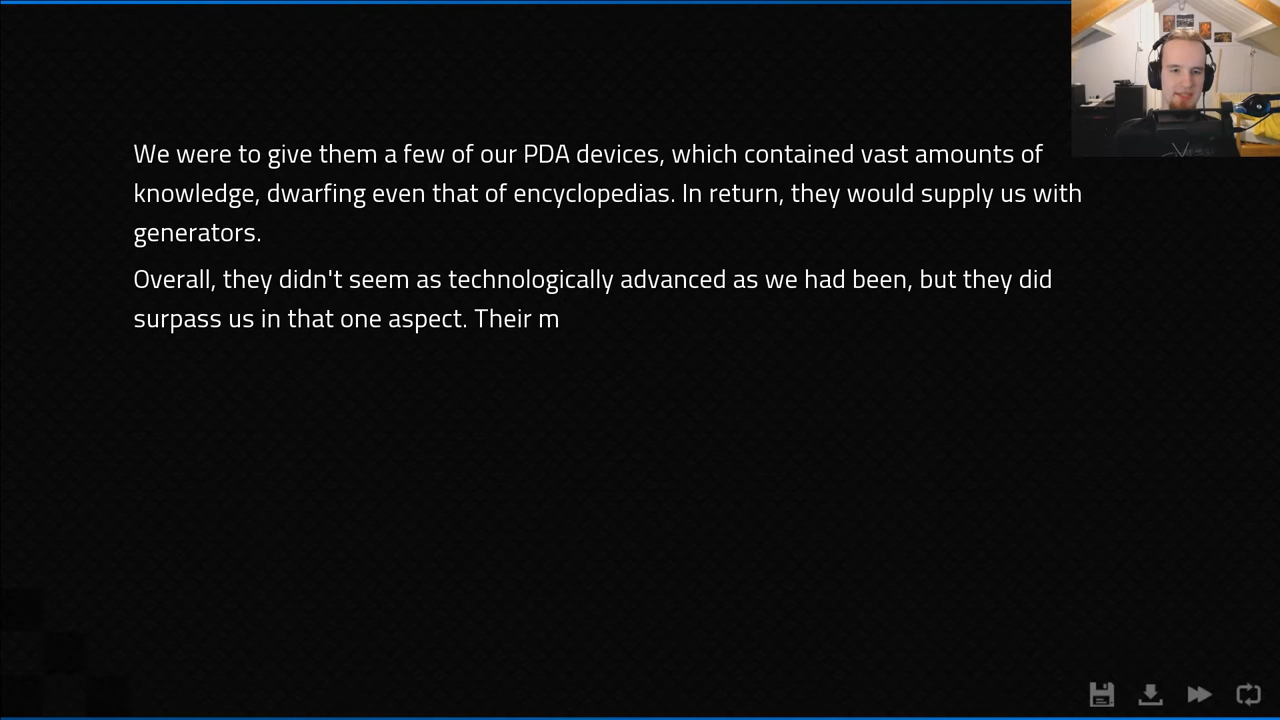 We were to give them a few of our PDA devices, which contained vast amounts of
knowledge, dwarfing even that of encyclopedias. In return, they would supply us with
generators.
Overall, they didn't seem as technologically advanced as we had been, but they did
surpass us in that one aspect. Their m